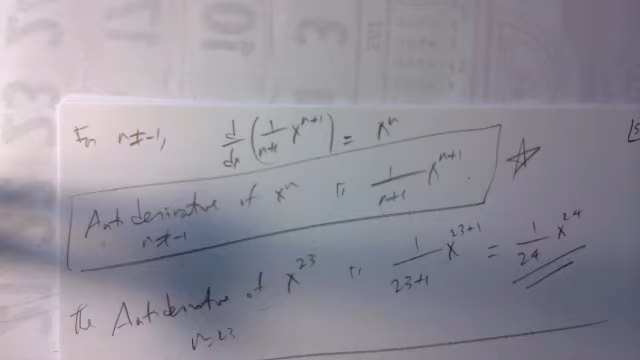 For n≠-1, d/dx (1/(n+1) x^(n+1)) = x^n
Antiderivative of x^n is 1/(n+1) x^(n+1).
n≠-1
the Antiderivative of x^23 is 1/(23+1) x^(23+1) = 1/24 x^24
n=23